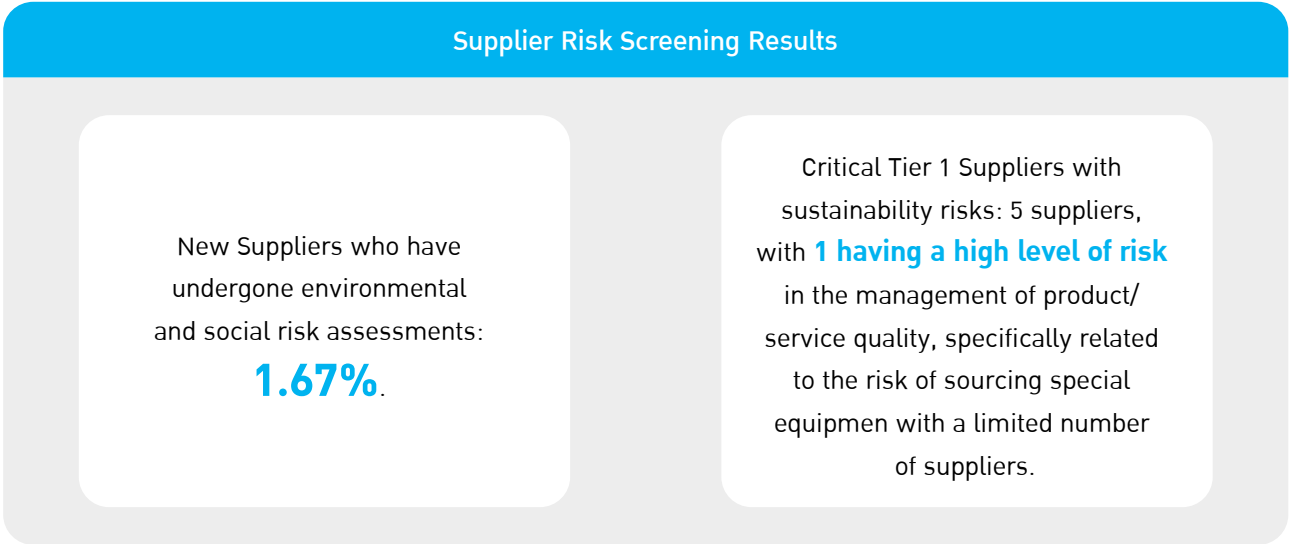 Supplier Risk Screening Results
New Suppliers who have
undergone environmental
and social risk assessments:
1.67%.
Critical Tier 1 Suppliers with
sustainability risks: 5 suppliers,
with 1 having a high level of risk
in the management of product/
service quality, specifically related
to the risk of sourcing special
equipmen with a limited number
of suppliers.